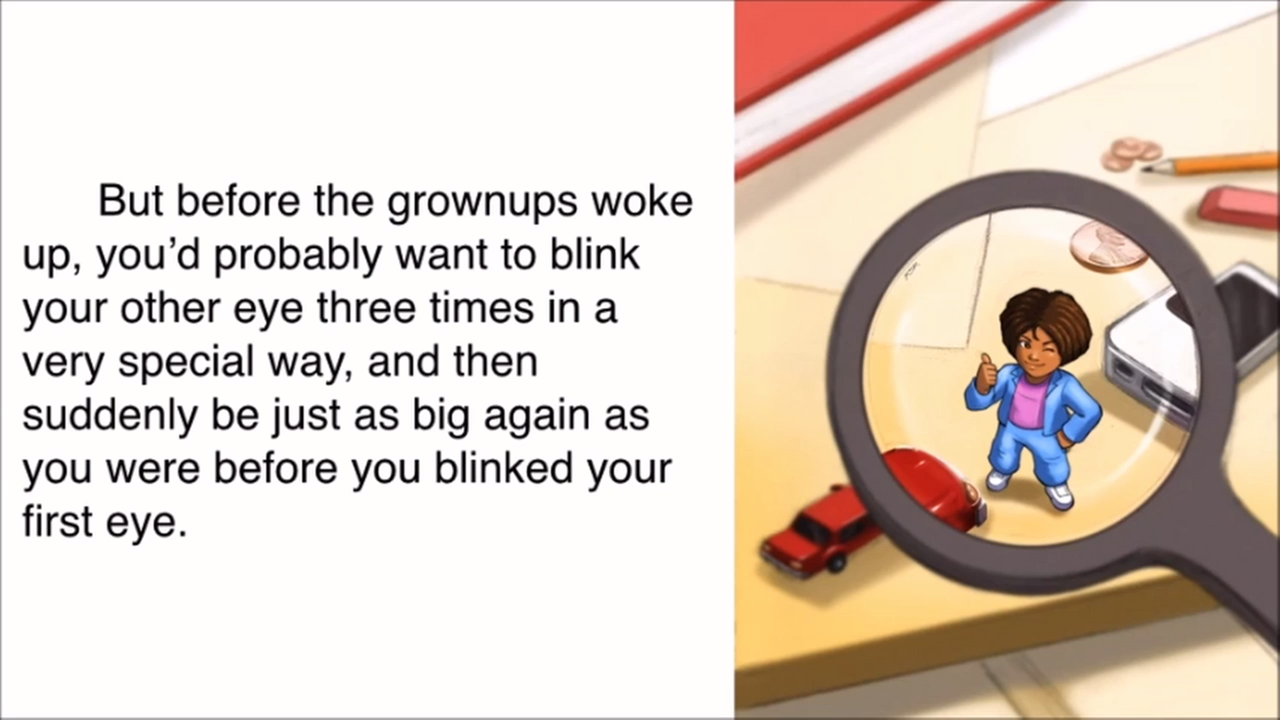 But before the grownups woke
up, you’d probably want to blink
your other eye three times in a
very special way, and then
suddenly be just as big again as
you were before you blinked your
first eye.